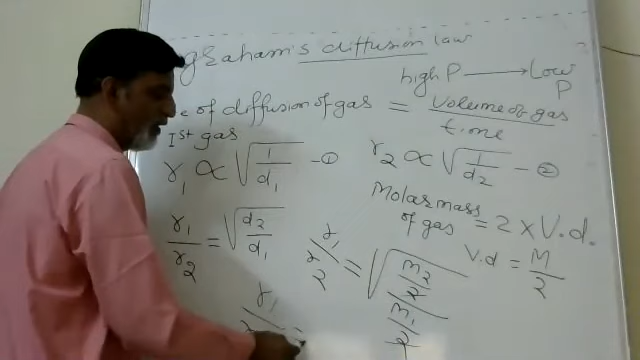 graham's diffusion law
high P → Low P
of diffusion of gas = volume of gas / time
Ist gas
r1 ∝ √(1/d1) - ①
r2 ∝ √(1/d2) - ②
Molar mass of gas = 2 × V.d.
r1/r2 = √(d2/d1)
r1/r2 = √((M2/2)/(M1/2))
V.d = M/2
r1